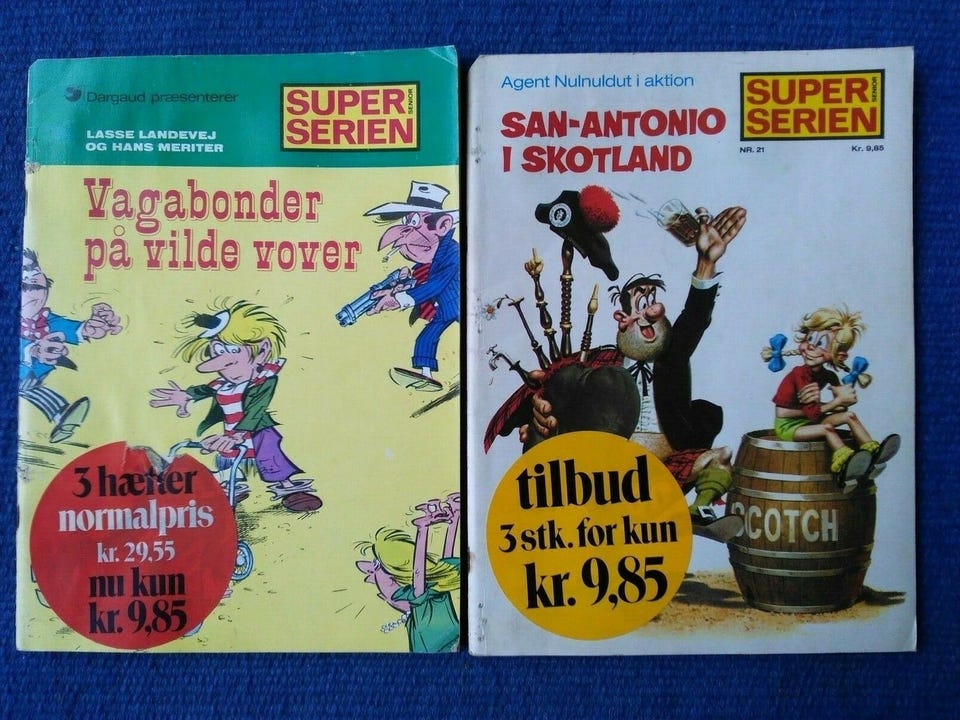 Dargaud præsenterer
SUPER
SERIEN
SENIOR
LASSE LANDEVEJ
OG HANS MERITER
Vagabonder
på vilde vover
3 hæfter
normalpris
kr. 29,55
nu kun
kr. 9,85
Agent Nulnuldut i aktion
SAN-ANTONIO
I SKOTLAND
SUPER
SERIEN
SENIOR
NR. 21
Kr. 9,85
tilbud
3 stk. for kun
kr. 9,85
SCOTCH